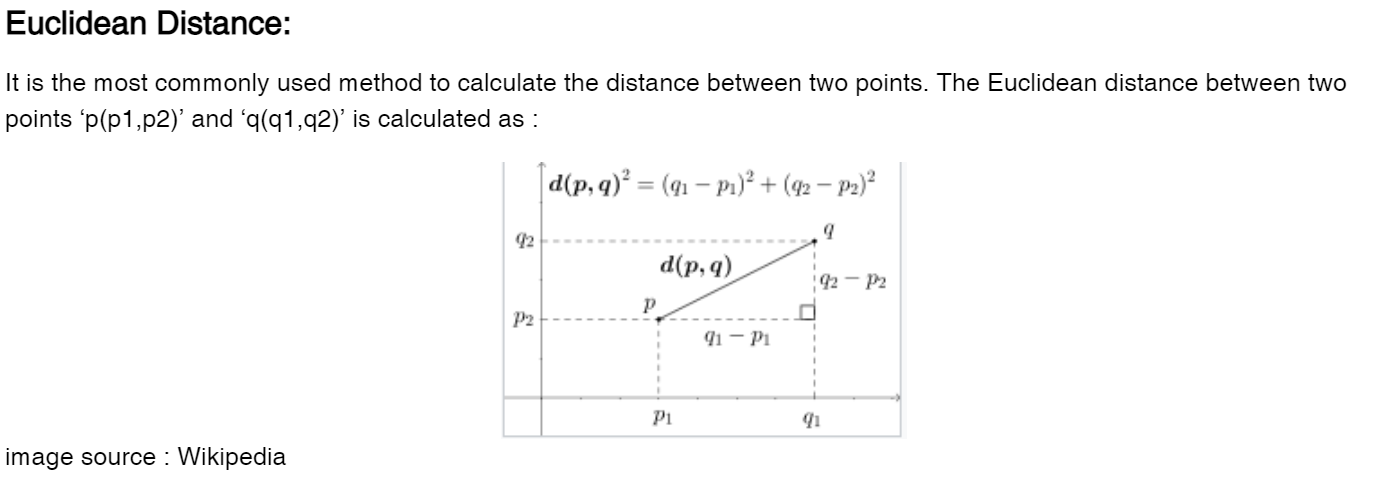 Euclidean Distance:
It is the most commonly used method to calculate the distance between two points. The Euclidean distance between two
points ‘p(p1,p2)’ and ‘q(q1,q2)’ is calculated as :
d(p, q)² = (q₁ − p₁)² + (q₂ − p₂)²
q₂
q
d(p, q)
q₂ − p₂
p
p₂
q₁ − p₁
p₁
q₁
image source : Wikipedia